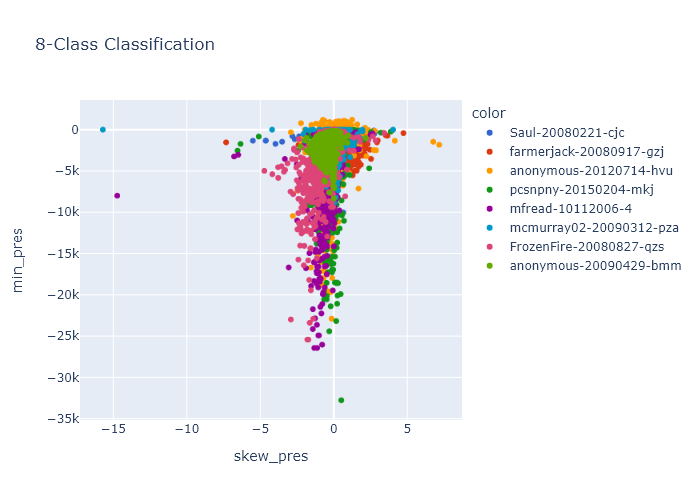 8-Class Classification
color
Saul-20080221-cjc
farmerjack-20080917-gzj
anonymous-20120714-hvu
pcsnpny-20150204-mkj
mfread-10112006-4
mcmurray02-20090312-pza
FrozenFire-20080827-qzs
anonymous-20090429-bmm
min_pres
0
−5k
−10k
−15k
−20k
−25k
−30k
−35k
−15 −10 −5 0 5
skew_pres